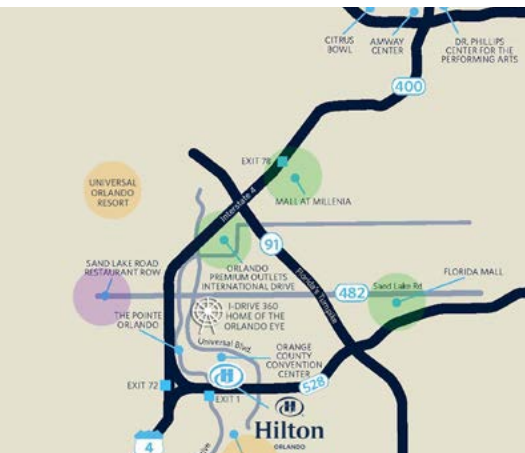 CITRUS
BOWL
AMWAY
CENTER
DR. PHILLIPS
CENTER FOR THE
PERFORMING ARTS
400
EXIT 78
MALL AT MILLENIA
UNIVERSAL
ORLANDO
RESORT
Interstate 4
91
ORLANDO
PREMIUM OUTLETS
INTERNATIONAL DRIVE
Florida's Turnpike
SAND LAKE ROAD
RESTAURANT ROW
482
Sand Lake Rd
FLORIDA MALL
I-DRIVE 360
HOME OF THE
ORLANDO EYE
THE POINTE
ORLANDO
Universal Blvd.
ORANGE
COUNTY
CONVENTION
CENTER
H
EXIT 72
528
EXIT 1
H
Hilton
ORLANDO
4